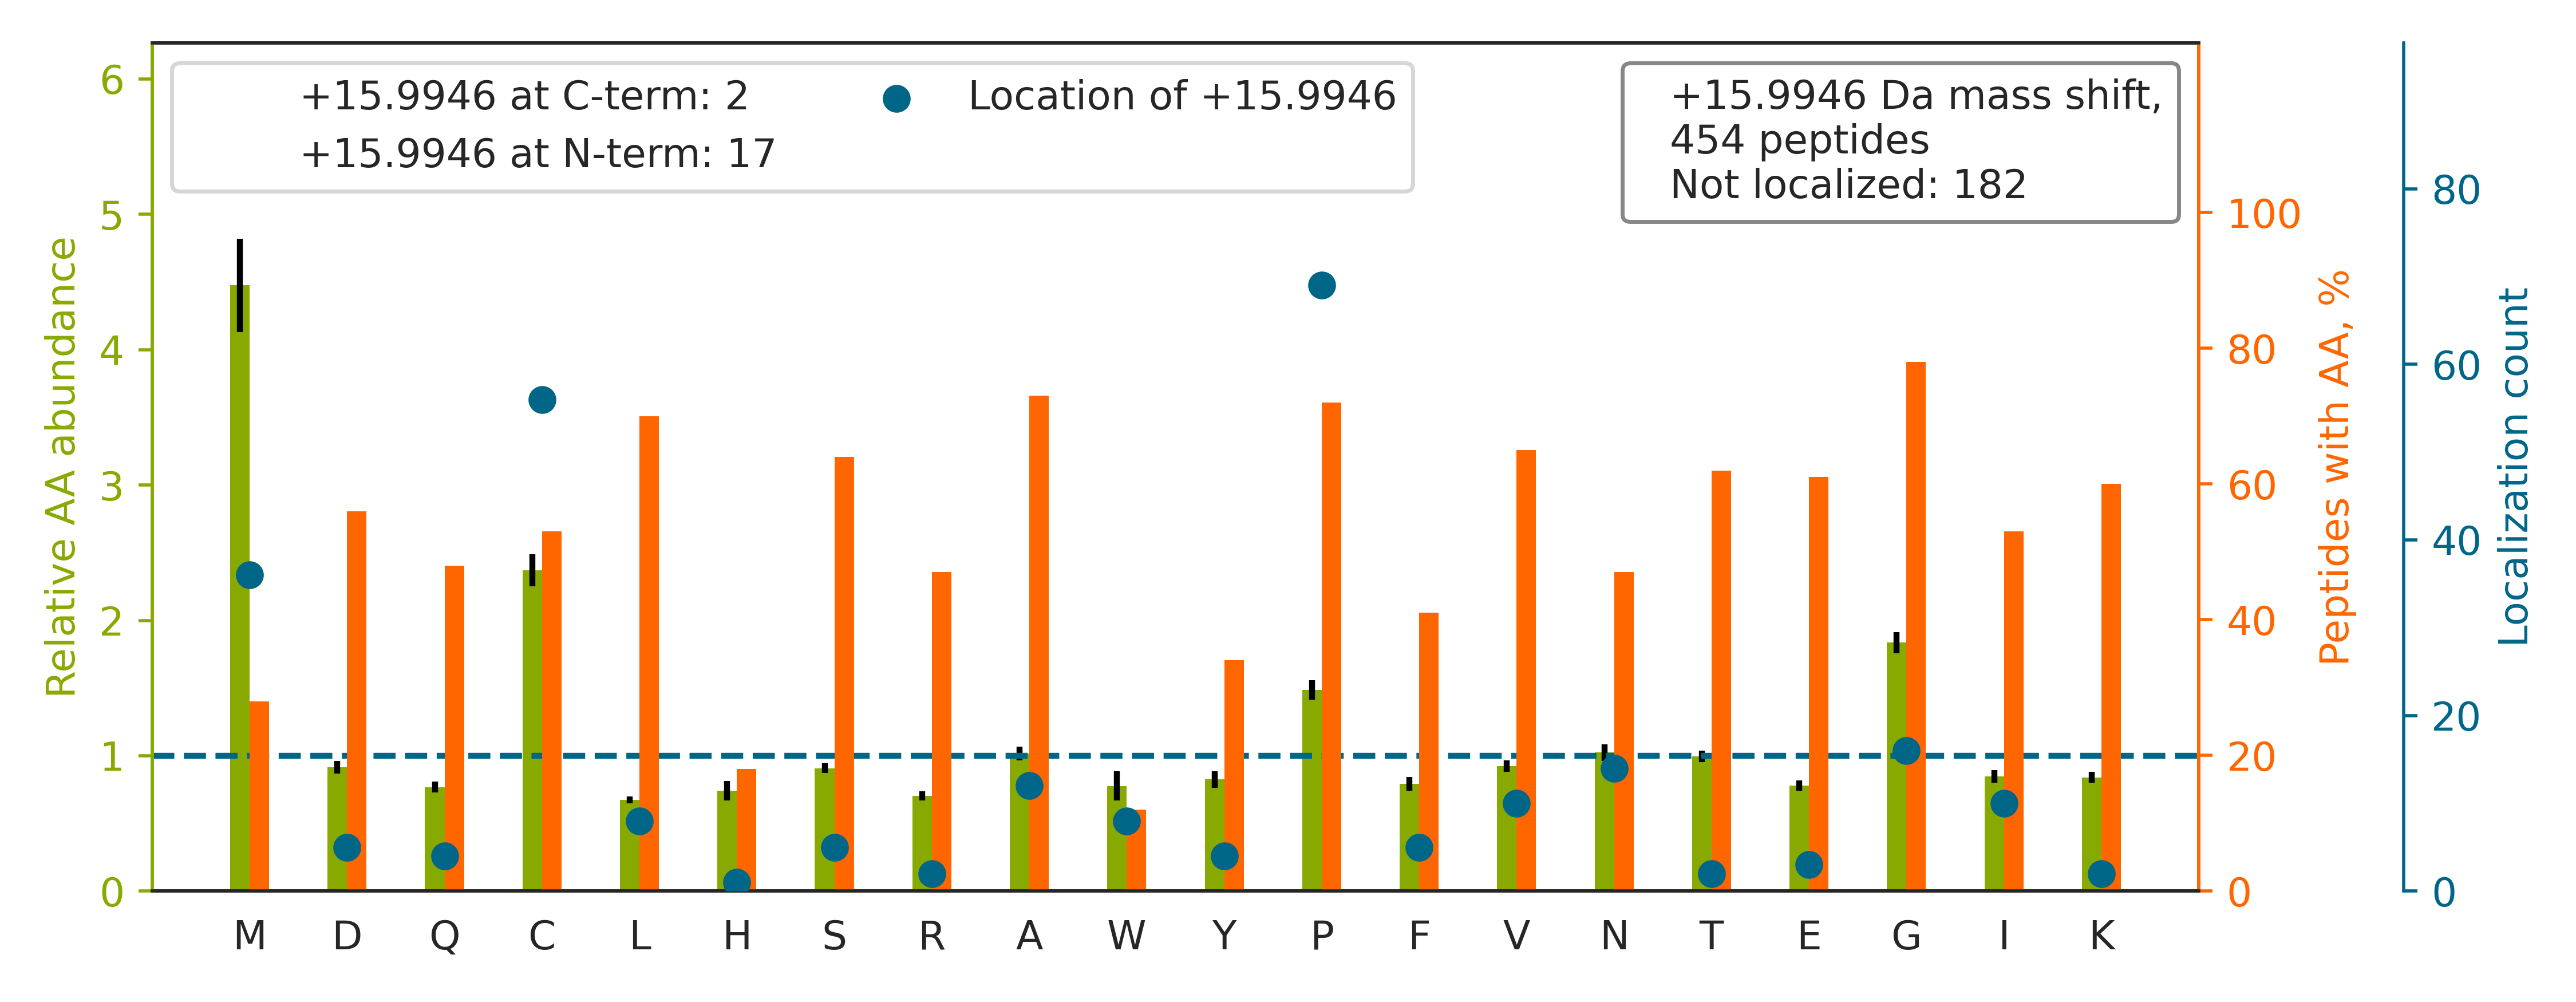 +15.9946 at C-term: 2
+15.9946 at N-term: 17
Location of +15.9946
+15.9946 Da mass shift,
454 peptides
Not localized: 182
Relative AA abundance
6
5
4
3
2
1
0
M D Q C L H S R A W Y P F V N T E G I K
100
80
60
40
20
0
Peptides with AA, %
80
60
40
20
0
Localization count